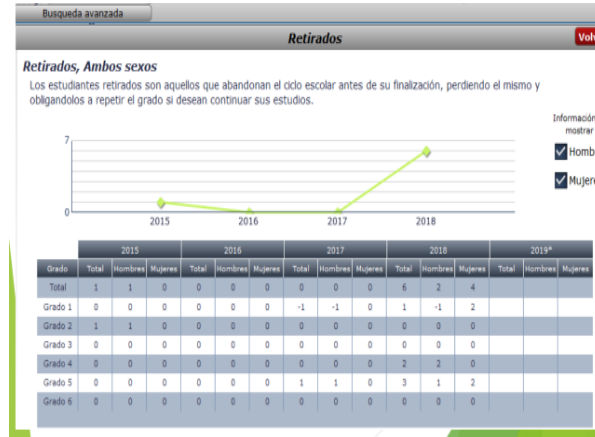 Busqueda avanzada
Retirados
Volv
Retirados, Ambos sexos
Los estudiantes retirados son aquellos que abandonan el ciclo escolar antes de su finalización, perdiendo el mismo y
obligandolos a repetir el grado si desean continuar sus estudios.
Información
mostrar
Homb
Mujere
7
0
2015 2016 2017 2018
2015 2016 2017 2018 2019*
Grado Total Hombres Mujeres Total Hombres Mujeres Total Hombres Mujeres Total Hombres Mujeres Total Hombres Mujeres
Total 1 1 0 0 0 0 0 0 0 6 2 4
Grado 1 0 0 0 0 0 0 -1 -1 0 1 -1 2
Grado 2 1 1 0 0 0 0 0 0 0 0 0 0
Grado 3 0 0 0 0 0 0 0 0 0 0 0 0
Grado 4 0 0 0 0 0 0 0 0 0 2 2 0
Grado 5 0 0 0 0 0 0 1 1 0 3 1 2
Grado 6 0 0 0 0 0 0 0 0 0 0 0 0